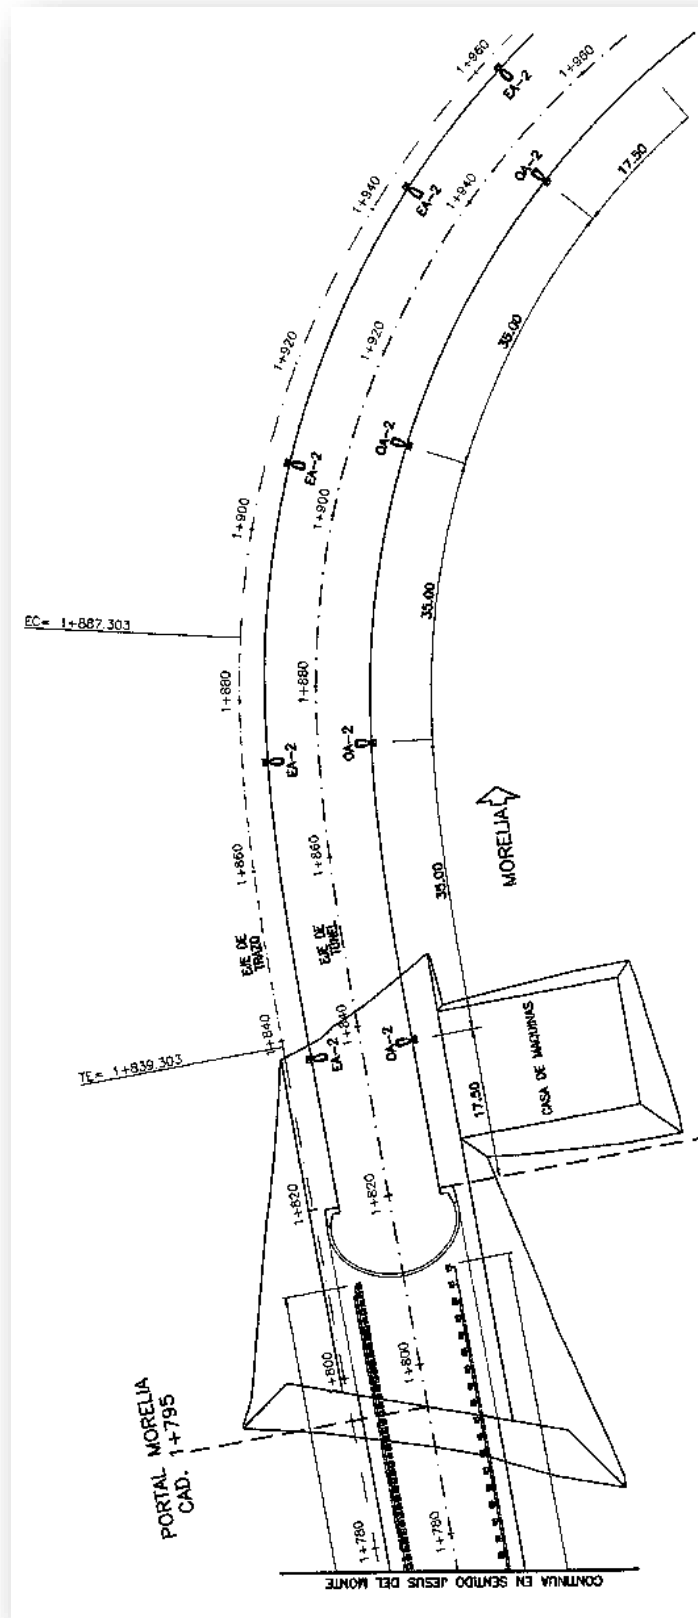 1+960
1+960
EA-2
OA-2
17.50
1+940
EA-2
1+940
1+920
1+920
35.00
OA-2
EA-2
1+900
1+900
35.00
EC= 1+887.303
1+880
1+880
OA-2
EA-2
MORELIA
1+860
1+860
35.00
EJE DE
TRAZO
EJE DE
TUNEL
1+840
1+840
TE= 1+839.303
EA-2
OA-2
CASA DE MAQUINAS
17.50
1+820
1+820
+800
1+800
PORTAL MORELIA
CAD. 1+795
1+780
1+780
CONTINUA EN SENTIDO JESUS DEL MONTE